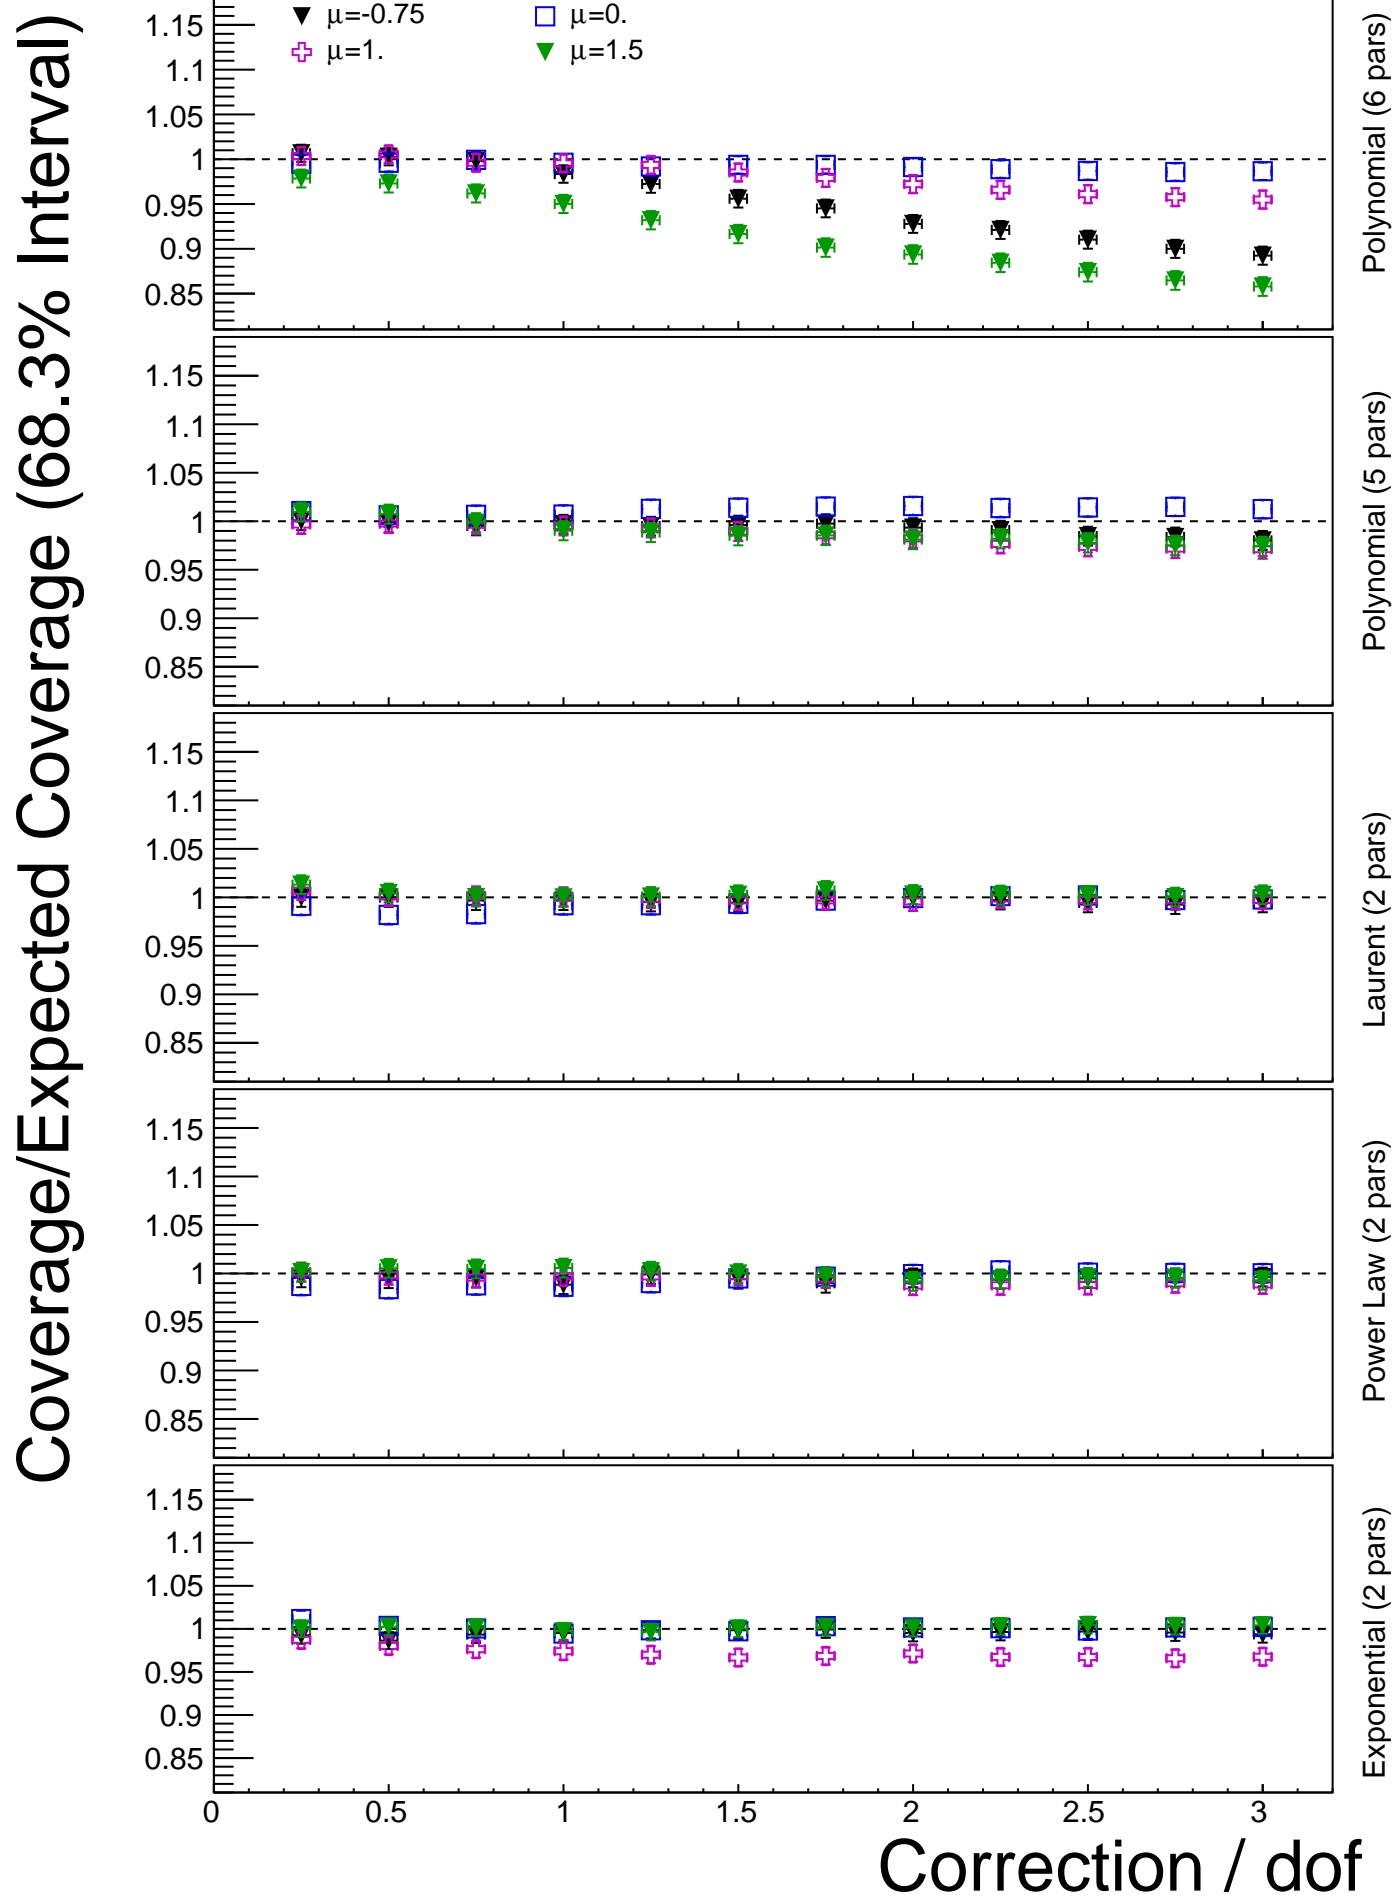 Coverage/Expected Coverage (68.3% Interval)
μ=-0.75
μ=0.
μ=1.
μ=1.5
1.15
1.1
1.05
1
0.95
0.9
0.85
Polynomial (6 pars)
1.15
1.1
1.05
1
0.95
0.9
0.85
Polynomial (5 pars)
1.15
1.1
1.05
1
0.95
0.9
0.85
Laurent (2 pars)
1.15
1.1
1.05
1
0.95
0.9
0.85
Power Law (2 pars)
1.15
1.1
1.05
1
0.95
0.9
0.85
Exponential (2 pars)
0 0.5 1 1.5 2 2.5 3
Correction / dof